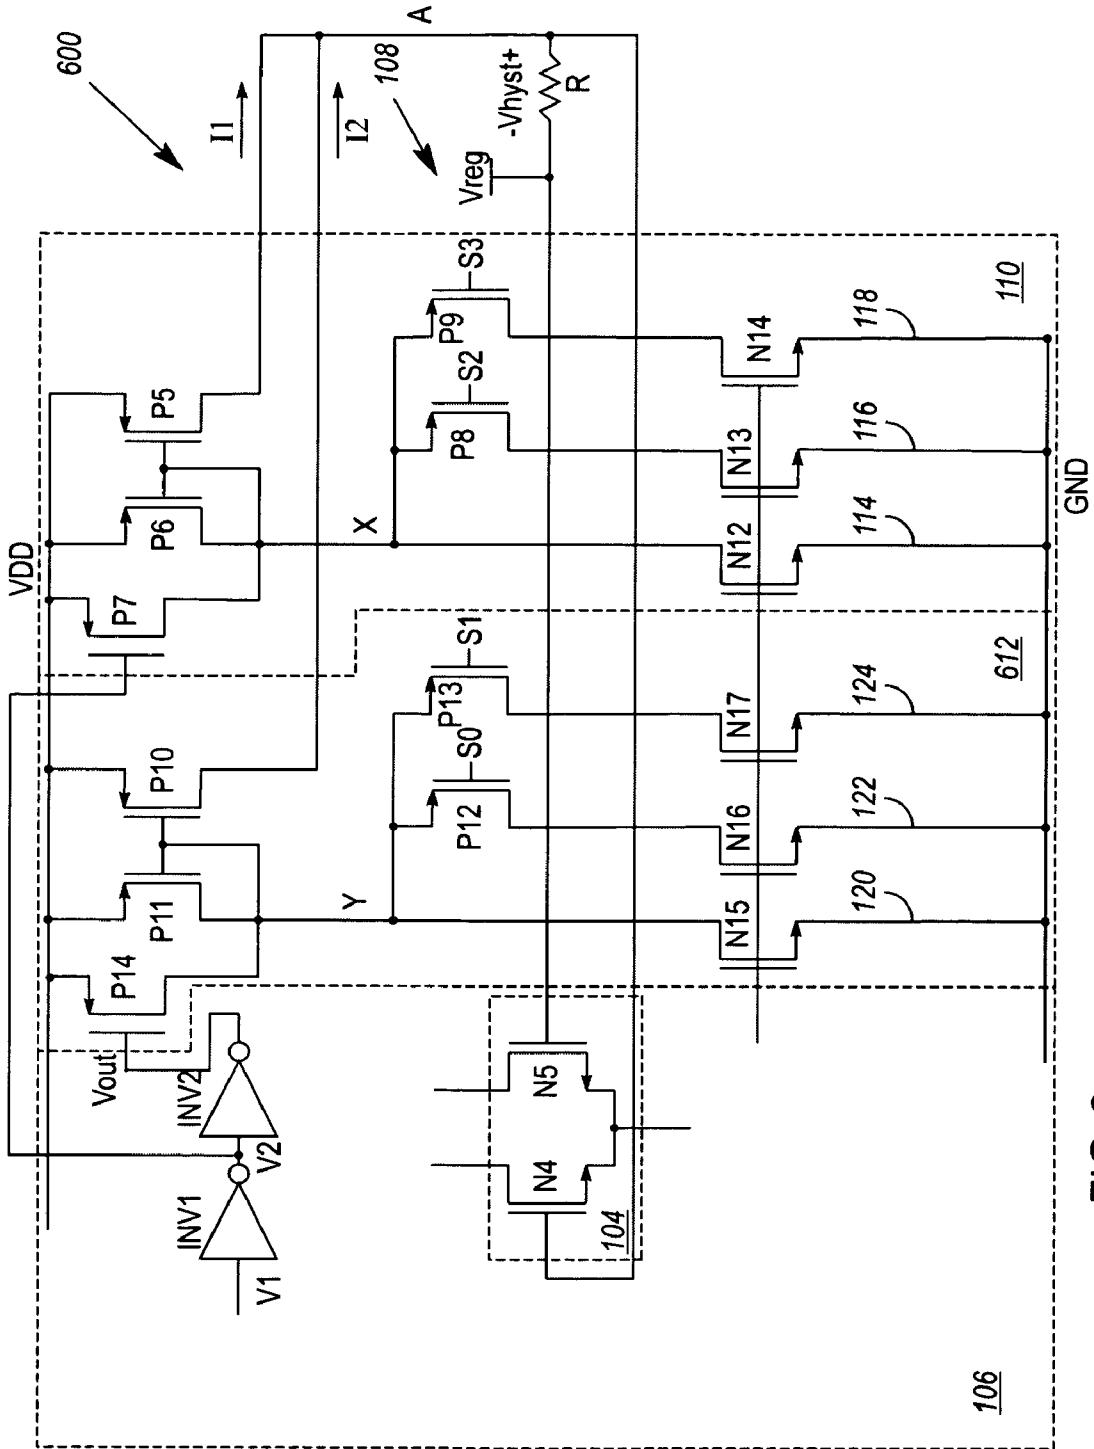 600
A
I1
I2
108
-Vhyst+
R
Vreg
VDD
P14
P11
P10
P7
P6
P5
Vout
INV1
INV2
V1
V2
Y
X
P12
S0
P13
S1
P8
S2
P9
S3
N4
N5
104
N15
N16
N17
N12
N13
N14
120
122
124
114
116
118
106
612
110
GND